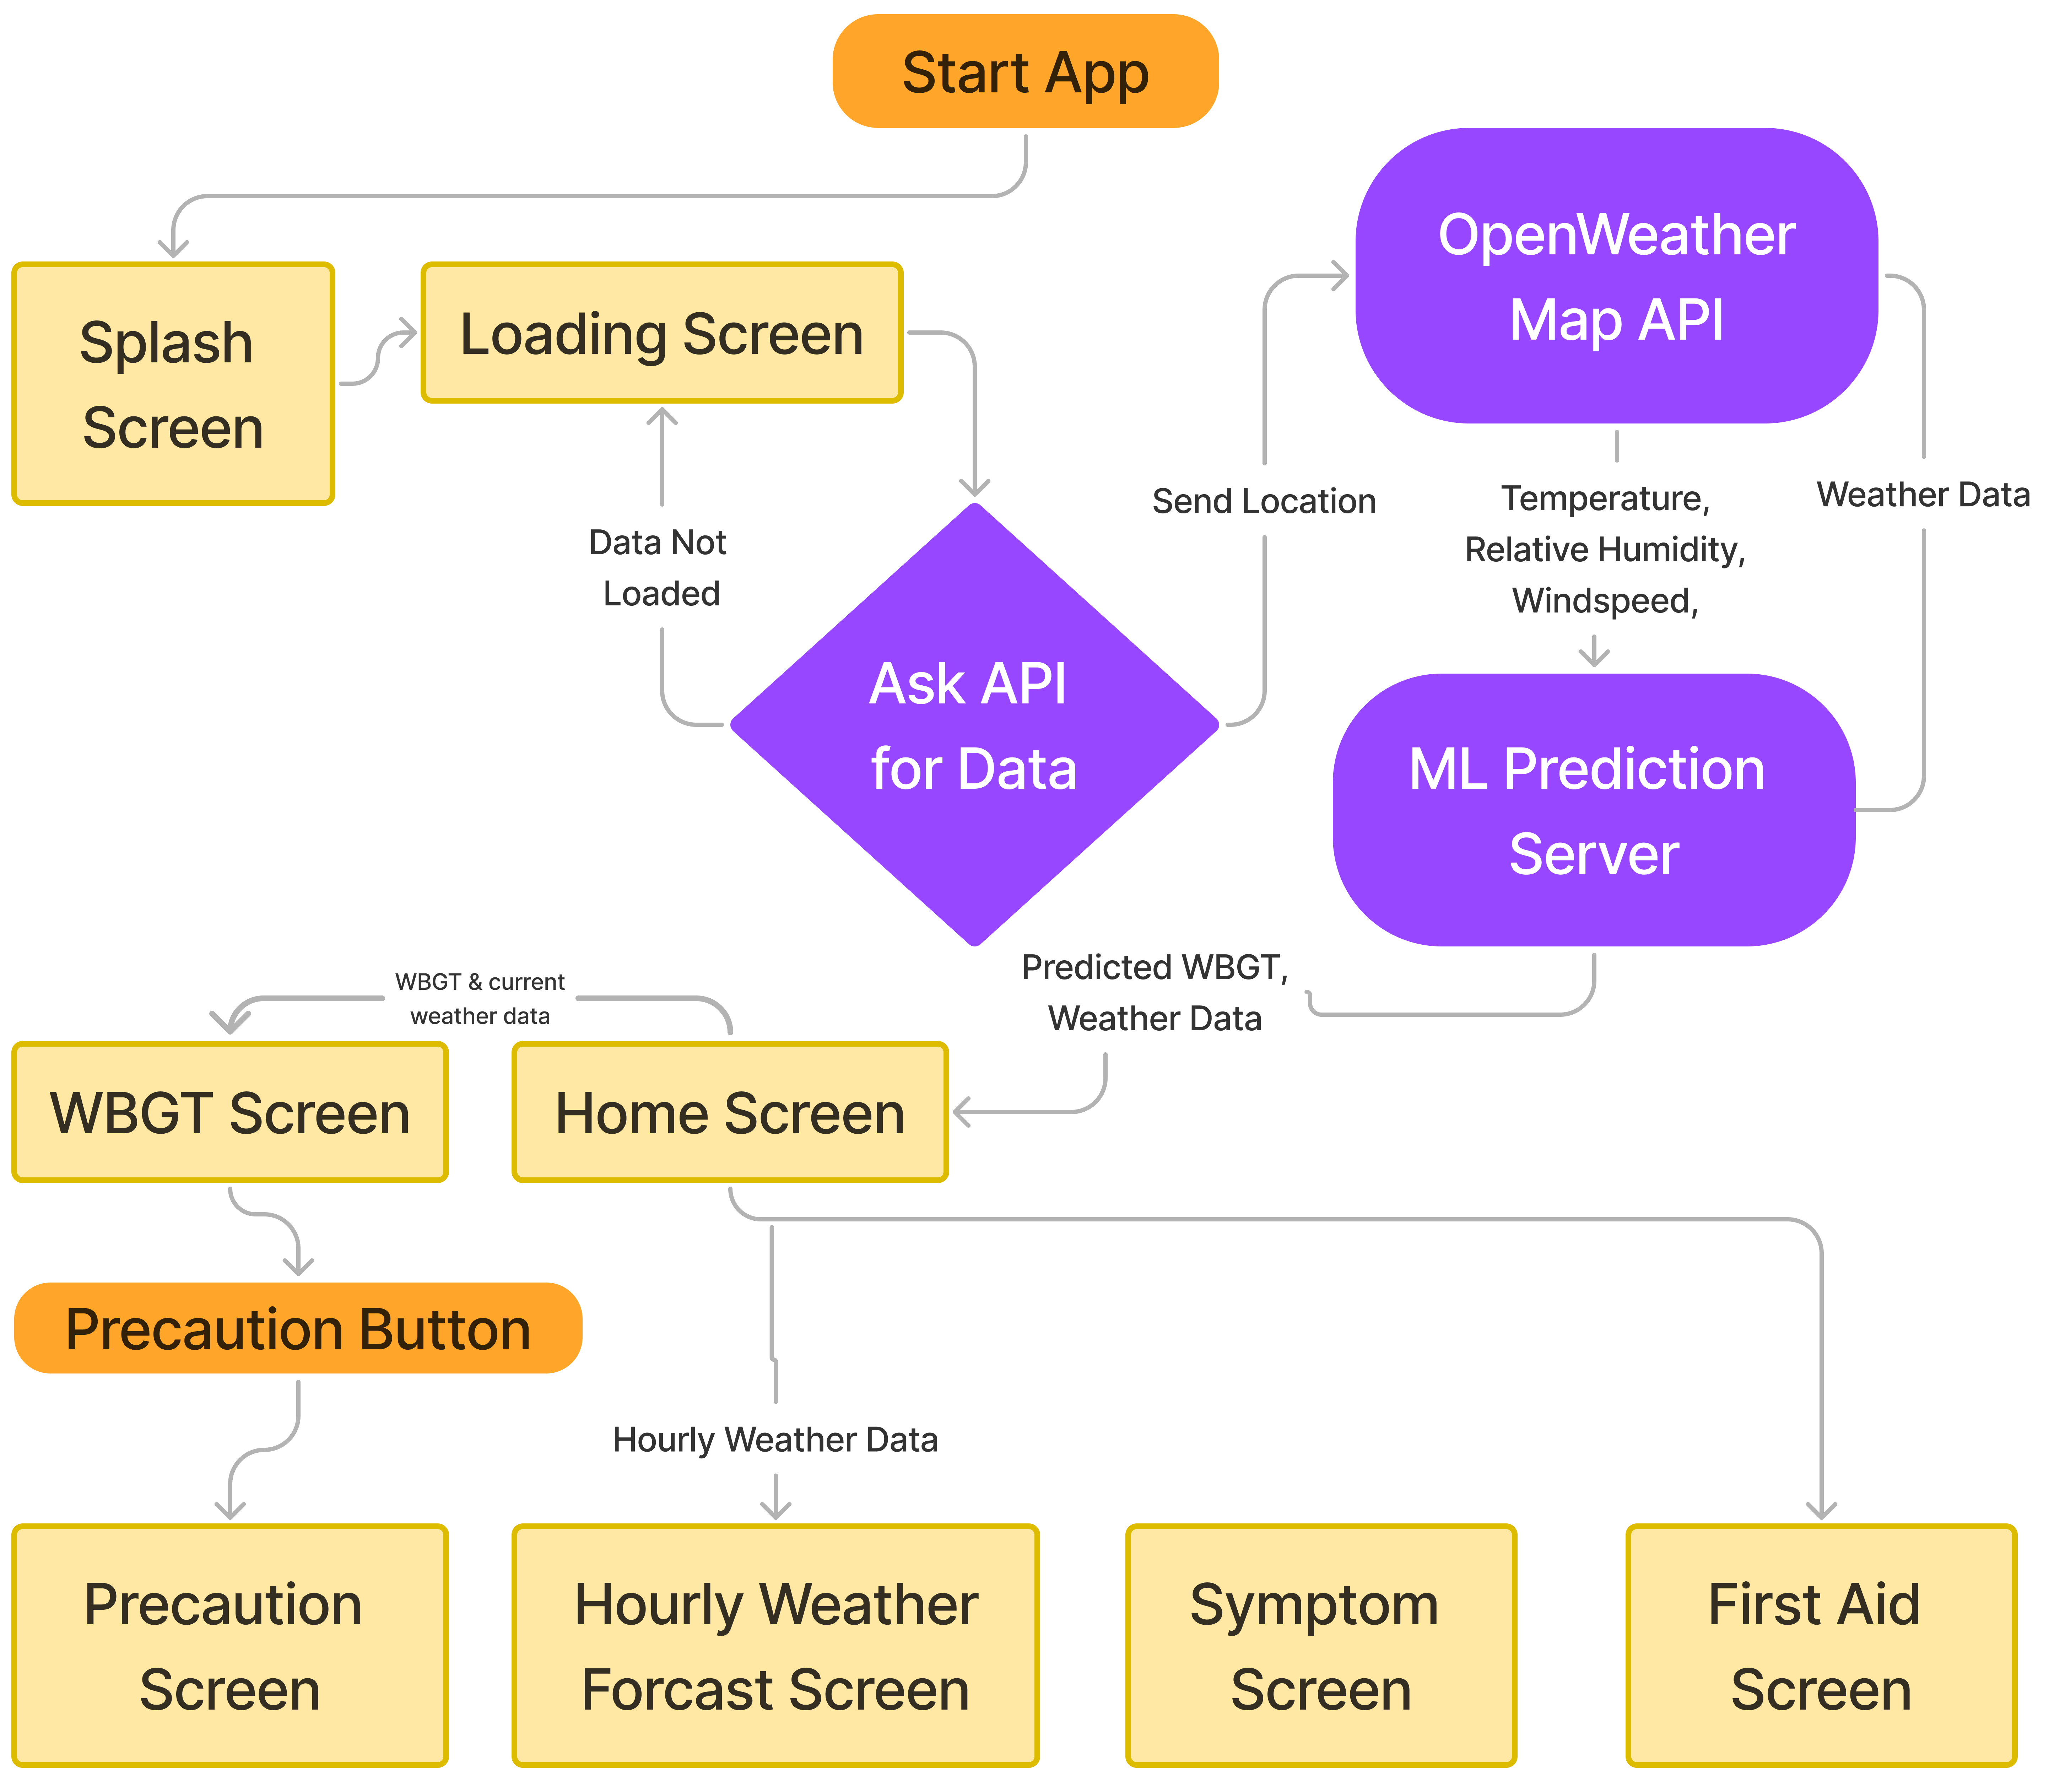 Start App
OpenWeather
Map API
Splash
Screen
Loading Screen
Data Not
Loaded
Send Location
Temperature,
Relative Humidity,
Windspeed,
Weather Data
Ask API
for Data
ML Prediction
Server
Predicted WBGT,
Weather Data
WBGT & current
weather data
WBGT Screen
Home Screen
Precaution Button
Hourly Weather Data
Precaution
Screen
Hourly Weather
Forcast Screen
Symptom
Screen
First Aid
Screen